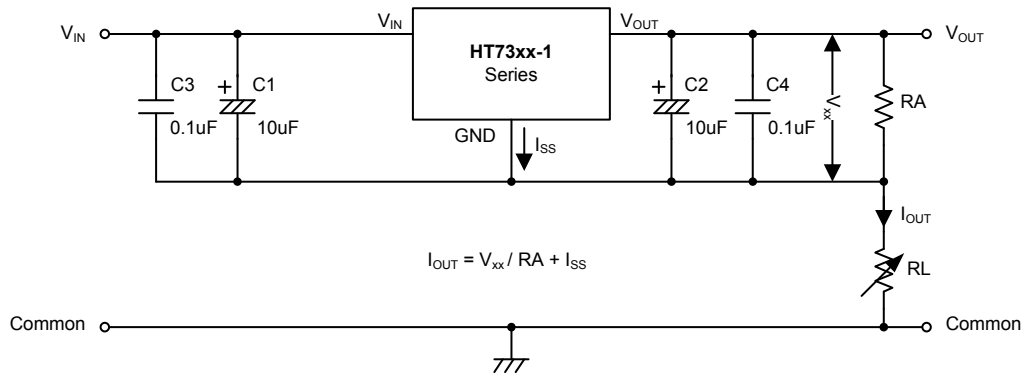 V_IN
V_IN
HT73xx-1
Series
V_OUT
V_OUT
C3
0.1uF
C1
10uF
GND
I_SS
C2
10uF
C4
0.1uF
V_xx
RA
I_OUT
I_OUT = V_xx / RA + I_SS
RL
Common
Common